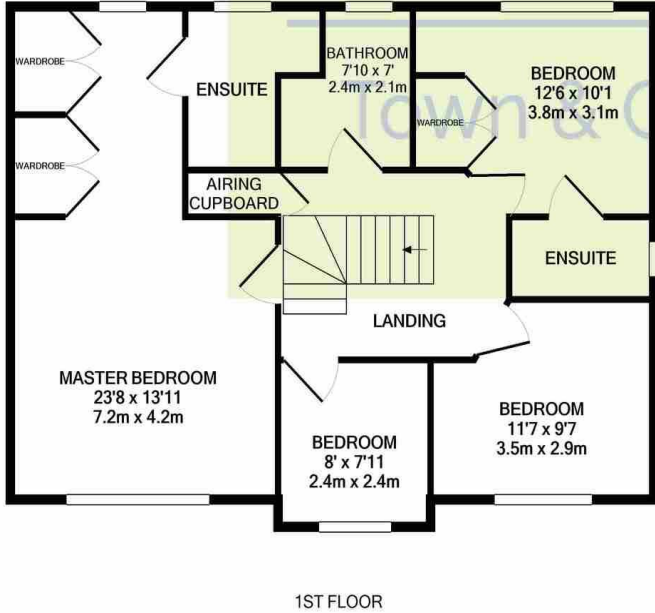 WARDROBE
ENSUITE
BATHROOM
7'10 x 7'
2.4m x 2.1m
BEDROOM
12'6 x 10'1
3.8m x 3.1m
WARDROBE
Town & C
WARDROBE
AIRING
CUPBOARD
ENSUITE
LANDING
MASTER BEDROOM
23'8 x 13'11
7.2m x 4.2m
BEDROOM
8' x 7'11
2.4m x 2.4m
BEDROOM
11'7 x 9'7
3.5m x 2.9m
1ST FLOOR